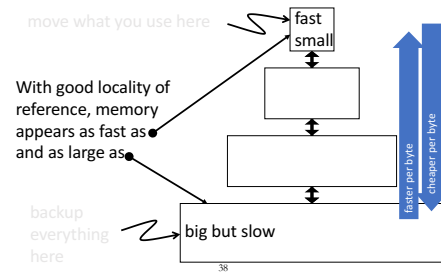 move what you use here
fast
small
With good locality of
reference, memory
appears as fast as
and as large as
faster per byte
cheaper per byte
backup
everything
here
big but slow
38